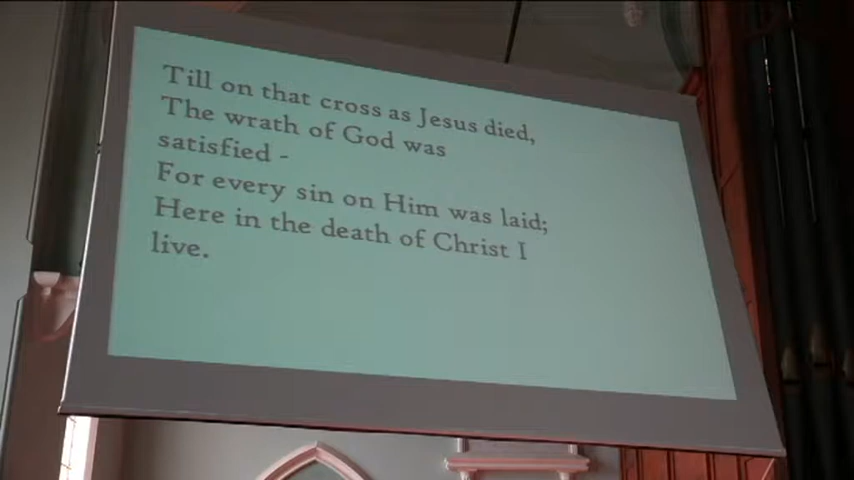 Till on that cross as Jesus died,
The wrath of God was
satisfied -
For every sin on Him was laid;
Here in the death of Christ I
live.